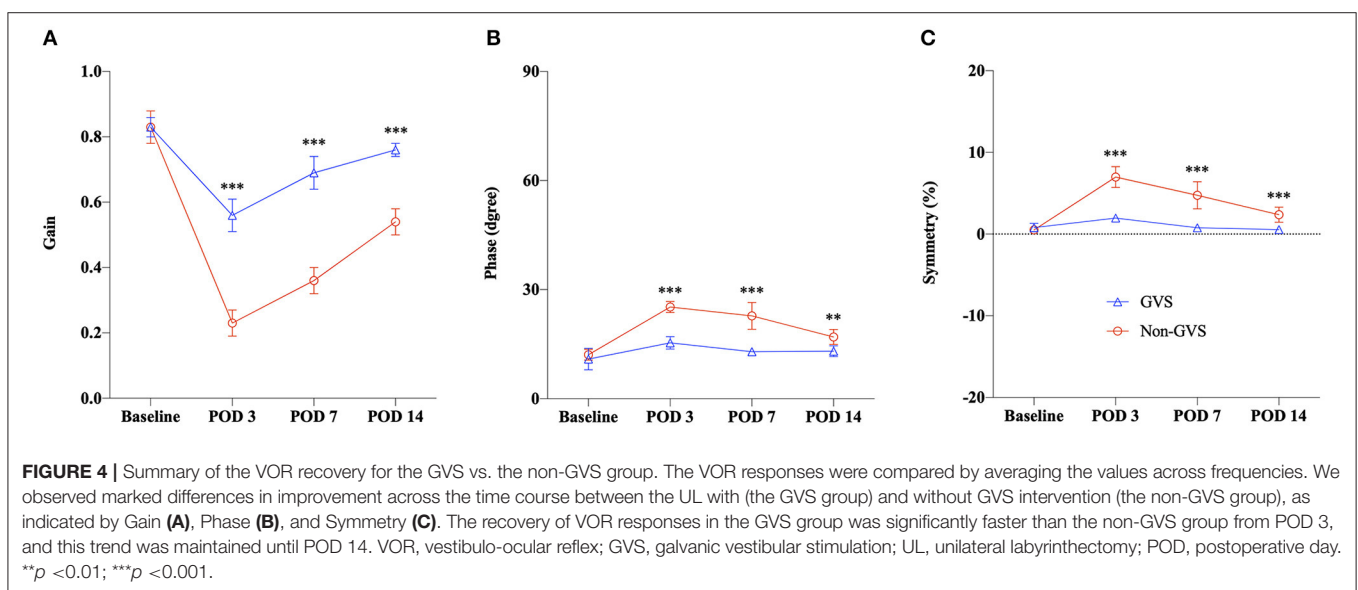 A
Gain
1.0
0.8
0.6
0.4
0.2
0.0
***
***
***
Baseline
POD 3
POD 7
POD 14
B
Phase (dgree)
90
60
30
0
***
***
**
Baseline
POD 3
POD 7
POD 14
C
Symmetry (%)
20
10
0
-10
-20
***
***
***
GVS
Non-GVS
Baseline
POD 3
POD 7
POD 14
FIGURE 4 | Summary of the VOR recovery for the GVS vs. the non-GVS group. The VOR responses were compared by averaging the values across frequencies. We
observed marked differences in improvement across the time course between the UL with (the GVS group) and without GVS intervention (the non-GVS group), as
indicated by Gain (A), Phase (B), and Symmetry (C). The recovery of VOR responses in the GVS group was significantly faster than the non-GVS group from POD 3,
and this trend was maintained until POD 14. VOR, vestibulo-ocular reflex; GVS, galvanic vestibular stimulation; UL, unilateral labyrinthectomy; POD, postoperative day.
**p <0.01; ***p <0.001.